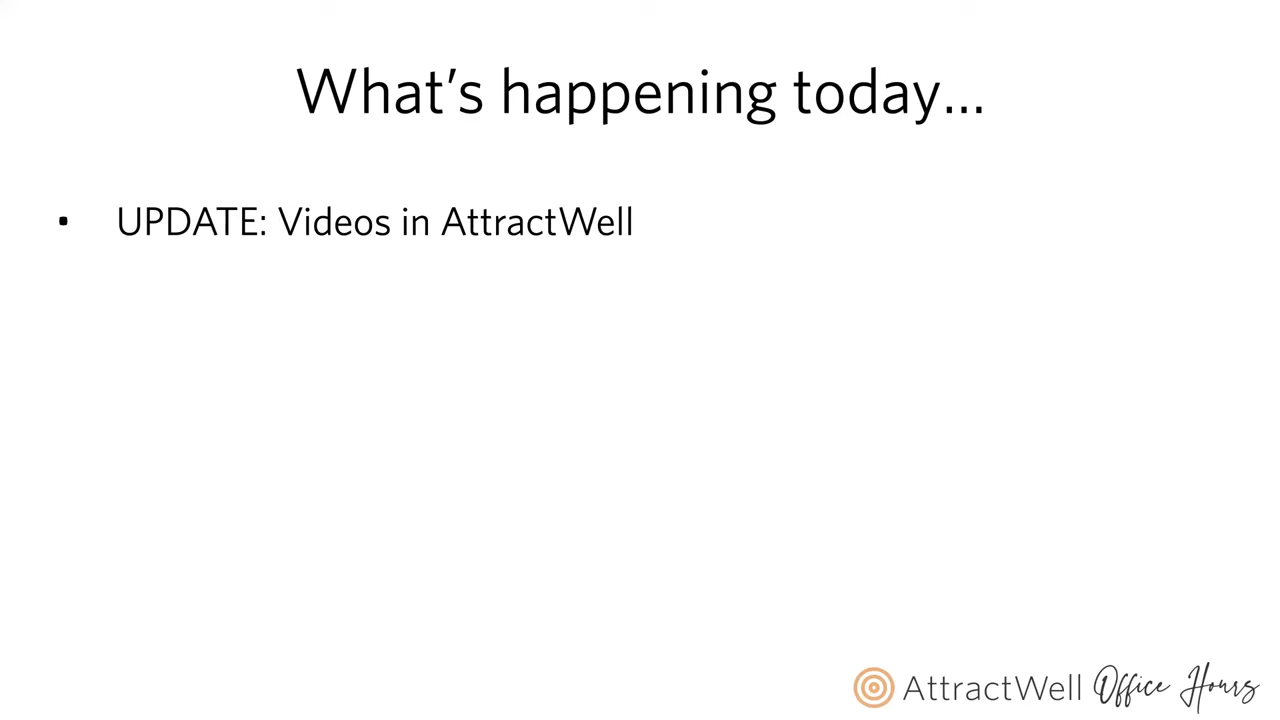 What’s happening today…
• UPDATE: Videos in AttractWell
AttractWell Office Hours